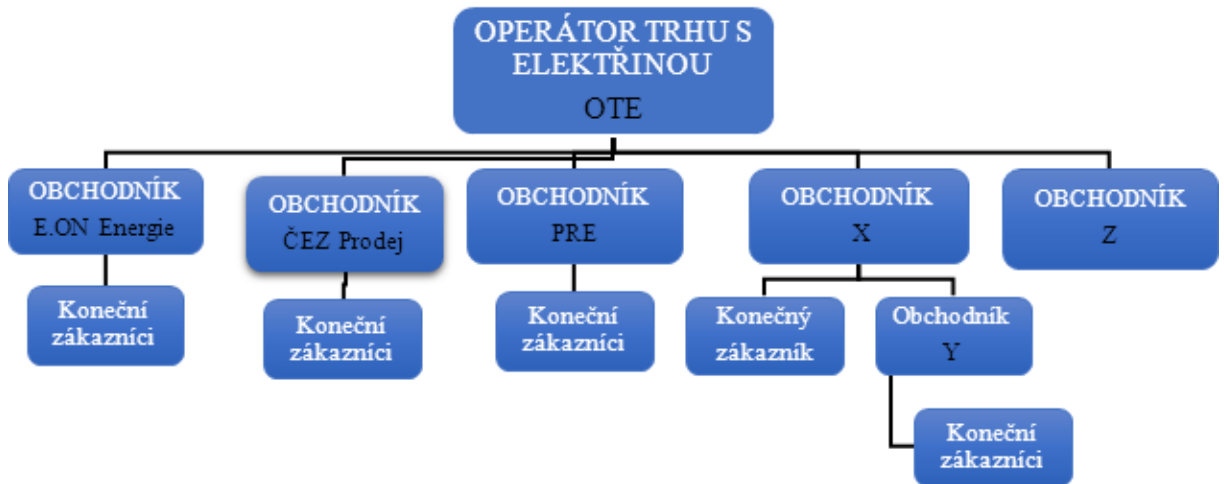 OPERÁTOR TRHU S
ELEKTŘINOU
OTE
OBCHODNÍK
E.ON Energie
OBCHODNÍK
ČEZ Prodej
OBCHODNÍK
PRE
OBCHODNÍK
X
OBCHODNÍK
Z
Koneční
zákazníci
Koneční
zákazníci
Koneční
zákazníci
Konečný
zákazník
Obchodník
Y
Koneční
zákazníci